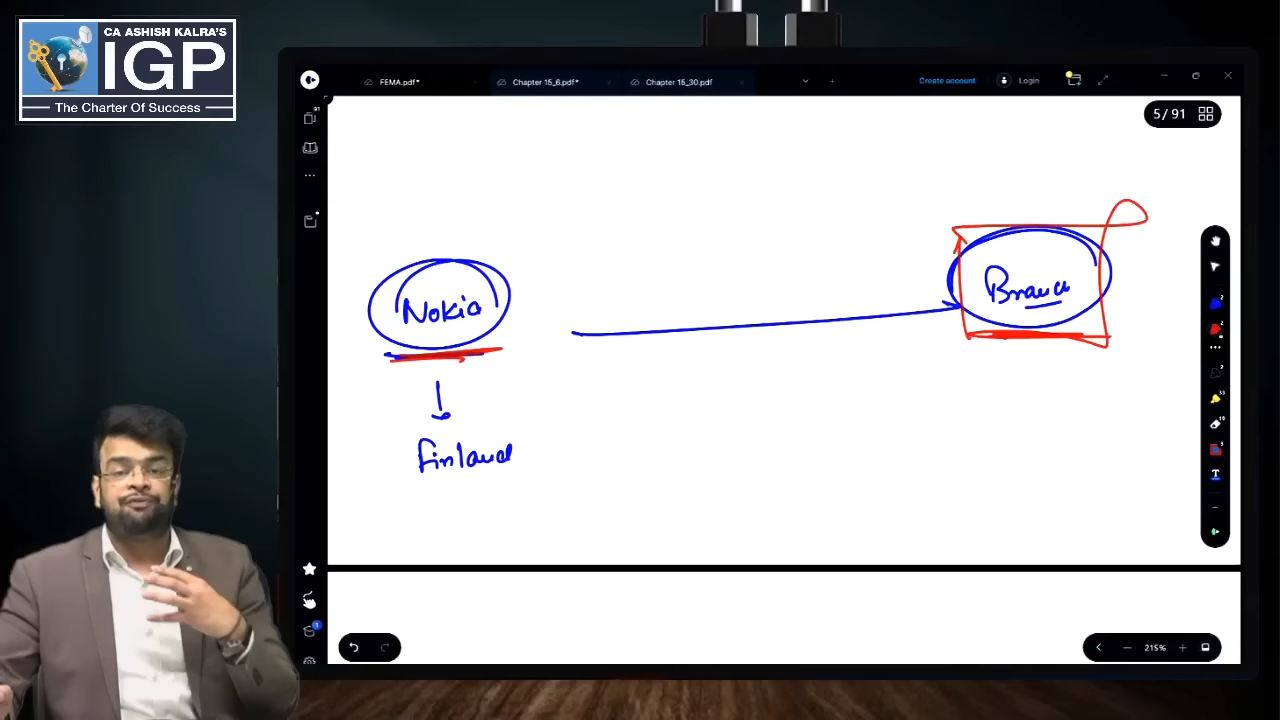 CA ASHISH KALRA'S
IGP
The Charter Of Success
FEMA.pdf*
Chapter 15_6.pdf*
Chapter 15_30.pdf
Create account
Login
91
5/ 91
Nokia
Finland
215%